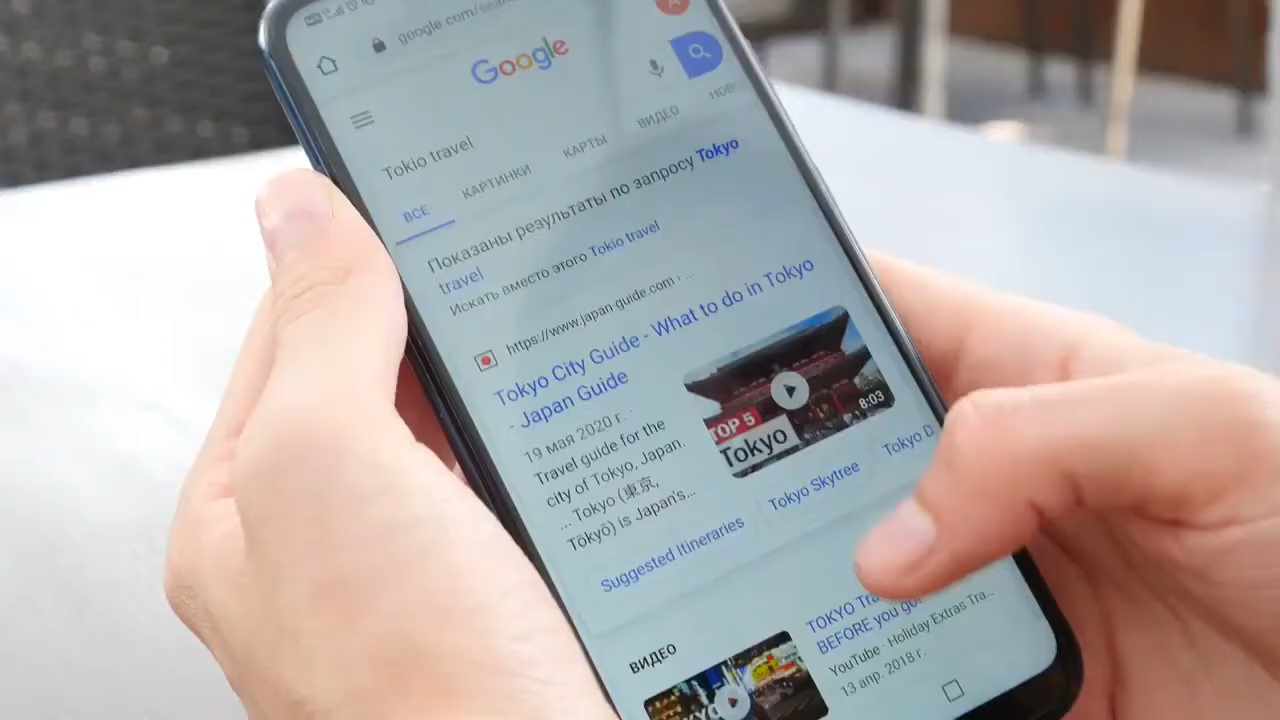 google.com/sea
Google
Tokio travel
ВСЕ КАРТИНКИ КАРТЫ ВИДЕО
Показаны результаты по запросу Tokyo
travel
Искать вместо этого Tokio travel
https://www.japan-guide.com › ...
Tokyo City Guide - What to do in Tokyo
- Japan Guide
19 мая 2020 г. ·
Travel guide for the
city of Tokyo, Japan.
... Tokyo (東京,
Tōkyō) is Japan's...
TOP 5
Tokyo
8:03
Suggested Itineraries
Tokyo Skytree
Tokyo D
ВИДЕО
TOKYO Tra
BEFORE you go
YouTube · Holiday Extras Tra...
13 апр. 2018 г.